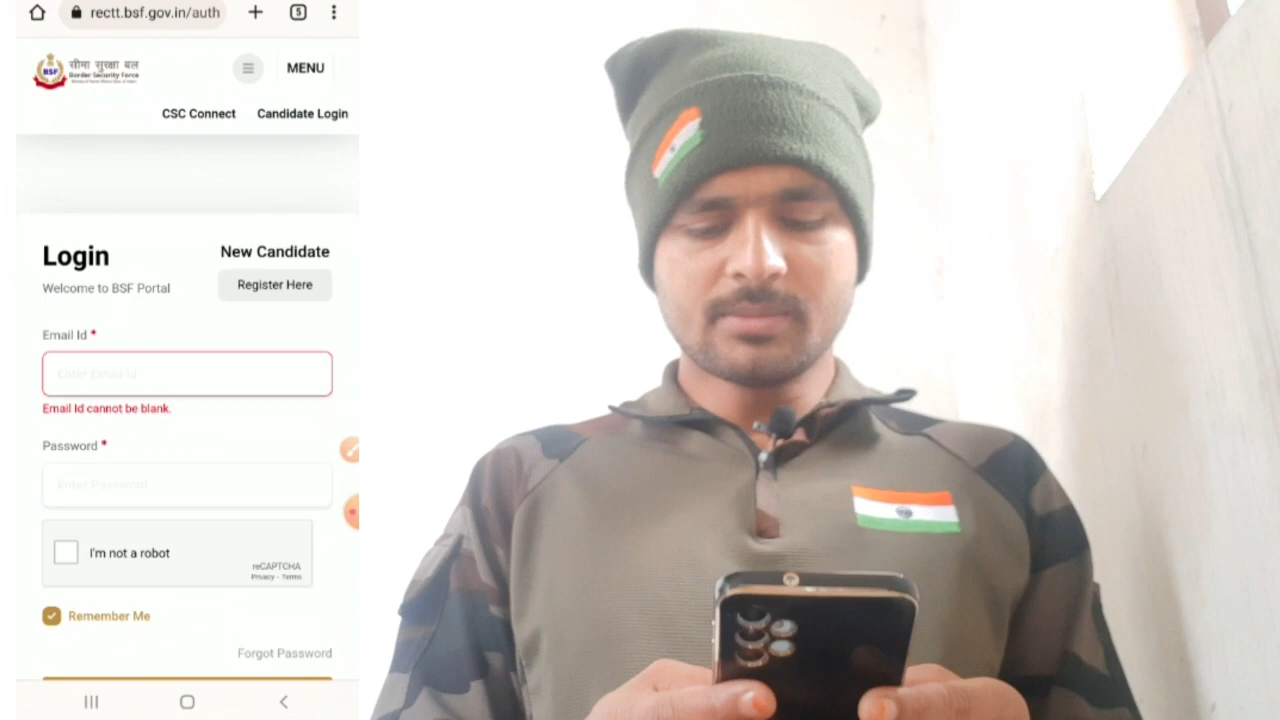 rectt.bsf.gov.in/auth
5
BSF
सीमा सुरक्षा बल
Border Security Force
MENU
CSC Connect
Candidate Login
Login
New Candidate
Welcome to BSF Portal
Register Here
Email Id *
Enter Email Id
Email Id cannot be blank.
Password *
Enter Password
I'm not a robot
reCAPTCHA
Privacy - Terms
Remember Me
Forgot Password